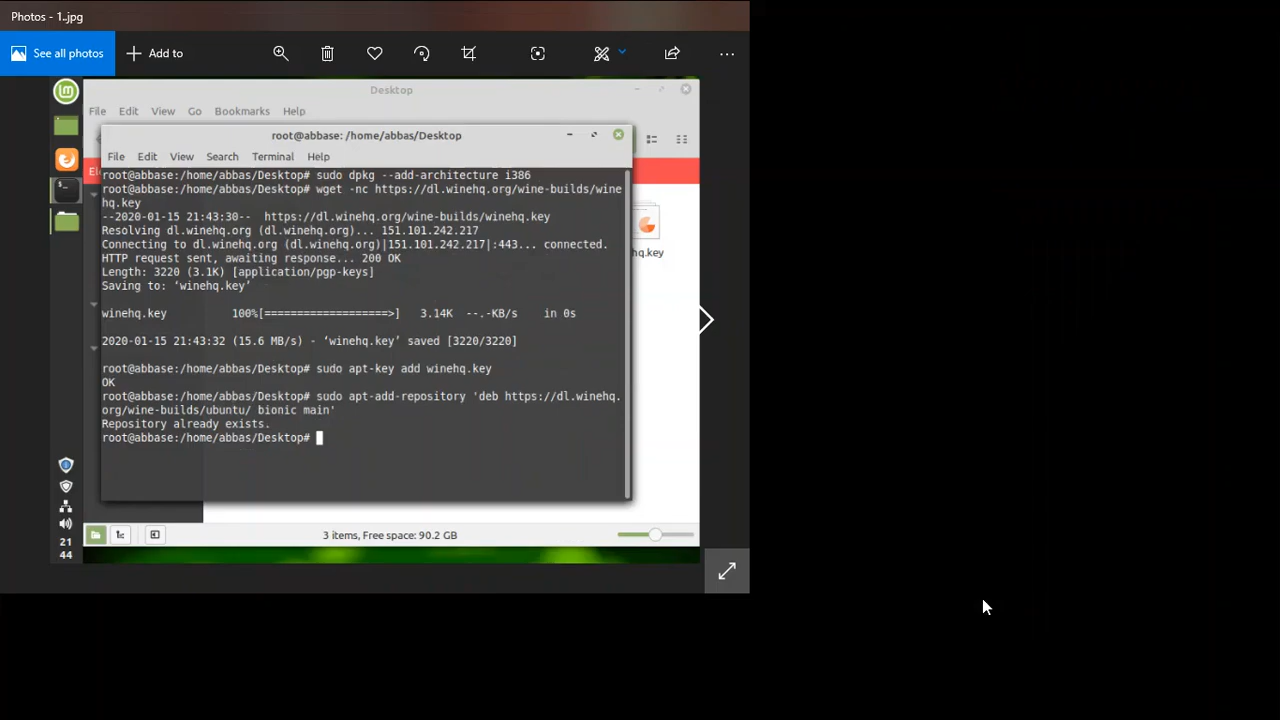 Photos - 1..jpg
See all photos
Add to
Desktop
File Edit View Go Bookmarks Help
root@abbase: /home/abbas/Desktop
File Edit View Search Terminal Help
root@abbase:/home/abbas/Desktop# sudo dpkg --add-architecture i386
root@abbase:/home/abbas/Desktop# wget -nc https://dl.winehq.org/wine-builds/wine
hq.key
--2020-01-15 21:43:30-- https://dl.winehq.org/wine-builds/winehq.key
Resolving dl.winehq.org (dl.winehq.org)... 151.101.242.217
Connecting to dl.winehq.org (dl.winehq.org)|151.101.242.217|:443... connected.
HTTP request sent, awaiting response... 200 OK
Length: 3220 (3.1K) [application/pgp-keys]
Saving to: ‘winehq.key’
winehq.key 100%[===================>] 3.14K --.-KB/s in 0s
2020-01-15 21:43:32 (15.6 MB/s) - ‘winehq.key’ saved [3220/3220]
root@abbase:/home/abbas/Desktop# sudo apt-key add winehq.key
OK
root@abbase:/home/abbas/Desktop# sudo apt-add-repository 'deb https://dl.winehq.
org/wine-builds/ubuntu/ bionic main'
Repository already exists.
root@abbase:/home/abbas/Desktop#
hq.key
21
44
3 items, Free space: 90.2 GB